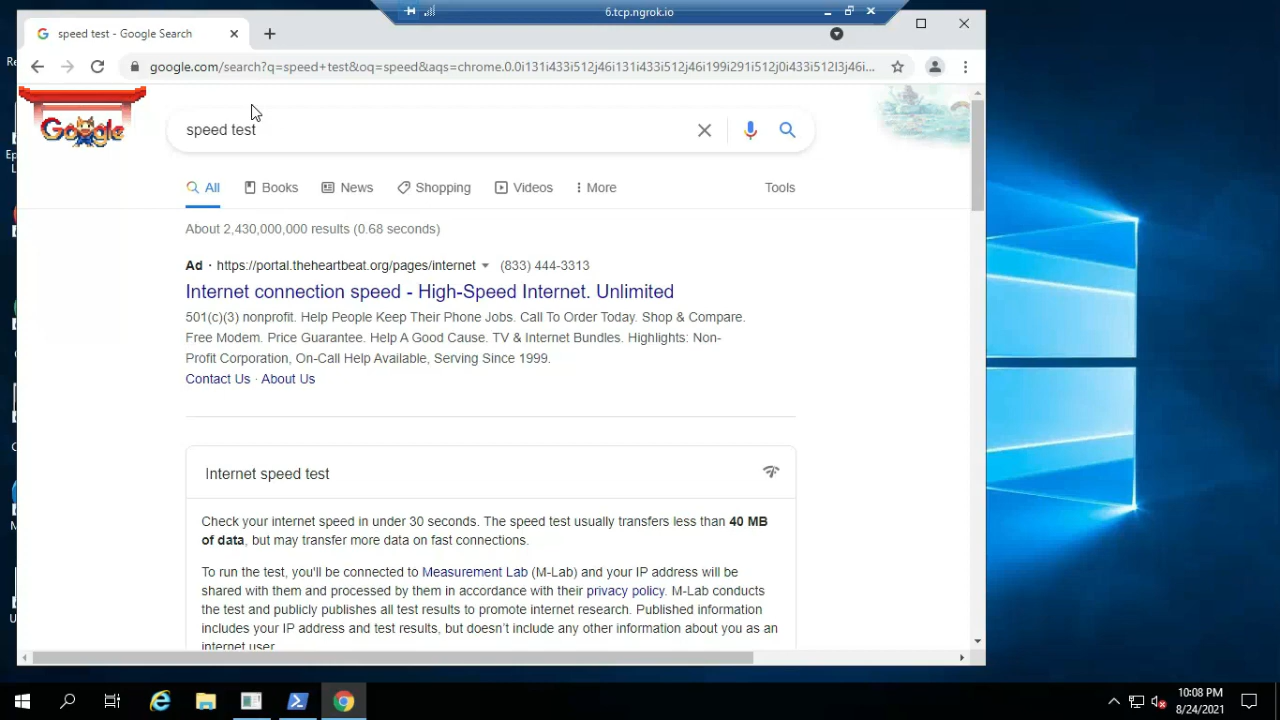 6.tcp.ngrok.io
speed test - Google Search
google.com/search?q=speed+test&oq=speed&aqs=chrome.0.0i131i433i512j46i131i433i512j46i199i291i512j0i433i512l3j46i...
Google
speed test
All Books News Shopping Videos More Tools
About 2,430,000,000 results (0.68 seconds)
Ad · https://portal.theheartbeat.org/pages/internet (833) 444-3313
Internet connection speed - High-Speed Internet. Unlimited
501(c)(3) nonprofit. Help People Keep Their Phone Jobs. Call To Order Today. Shop & Compare.
Free Modem. Price Guarantee. Help A Good Cause. TV & Internet Bundles. Highlights: Non-
Profit Corporation, On-Call Help Available, Serving Since 1999.
Contact Us · About Us
Internet speed test
Check your internet speed in under 30 seconds. The speed test usually transfers less than 40 MB
of data, but may transfer more data on fast connections.
To run the test, you'll be connected to Measurement Lab (M-Lab) and your IP address will be
shared with them and processed by them in accordance with their privacy policy. M-Lab conducts
the test and publicly publishes all test results to promote internet research. Published information
includes your IP address and test results, but doesn't include any other information about you as an
internet user.
10:08 PM
8/24/2021